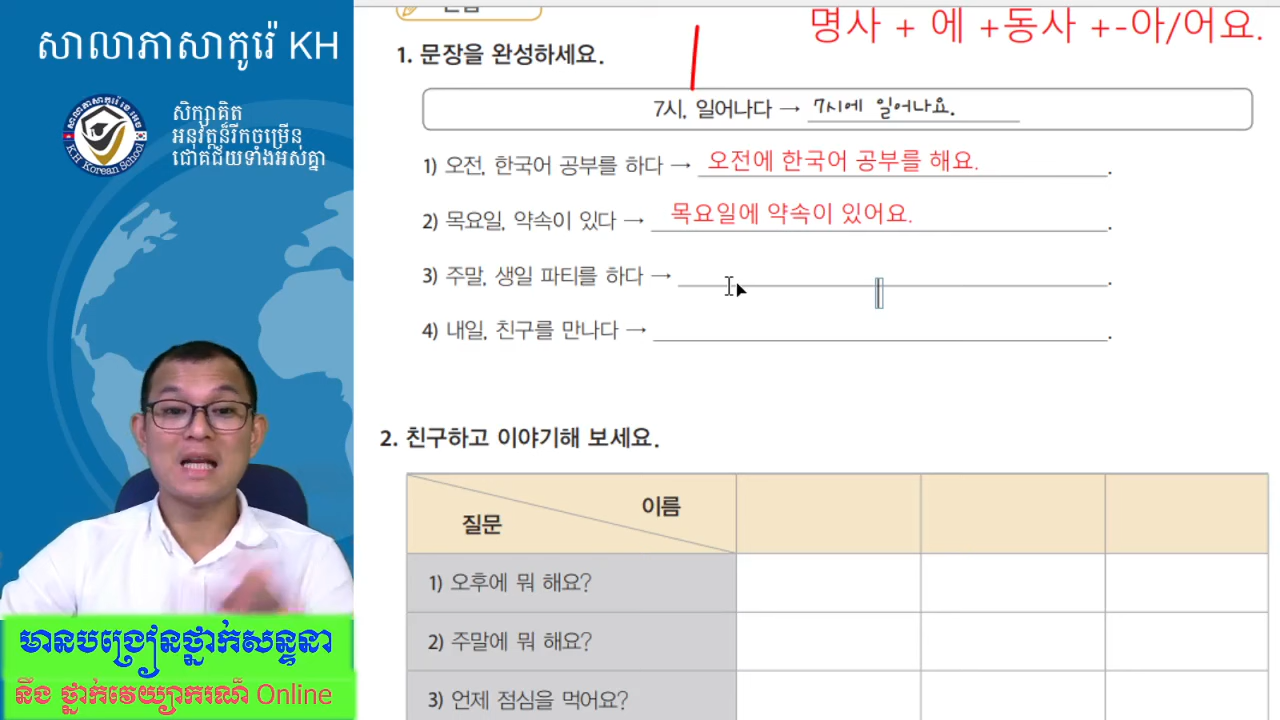 សាលាភាសាកូរ៉េ KH
សិក្សាគិត
អនុវត្តន៍រីកចម្រើន
ជោគជ័យទាំងអស់គ្នា
សាលាភាសាកូរ៉េ ខេ អេច
K.H Korean School
មានបង្រៀនថ្នាក់សន្ទនា
នឹង ថ្នាក់វេយ្យាករណ៍ Online
명사 + 에 +동사 +-아/어요.
1. 문장을 완성하세요.
7시, 일어나다 → 7시에 일어나요.
1) 오전, 한국어 공부를 하다 → 오전에 한국어 공부를 해요. .
2) 목요일, 약속이 있다 → 목요일에 약속이 있어요. .
3) 주말, 생일 파티를 하다 → .
4) 내일, 친구를 만나다 → .
2. 친구하고 이야기해 보세요.
이름
질문
1) 오후에 뭐 해요?
2) 주말에 뭐 해요?
3) 언제 점심을 먹어요?